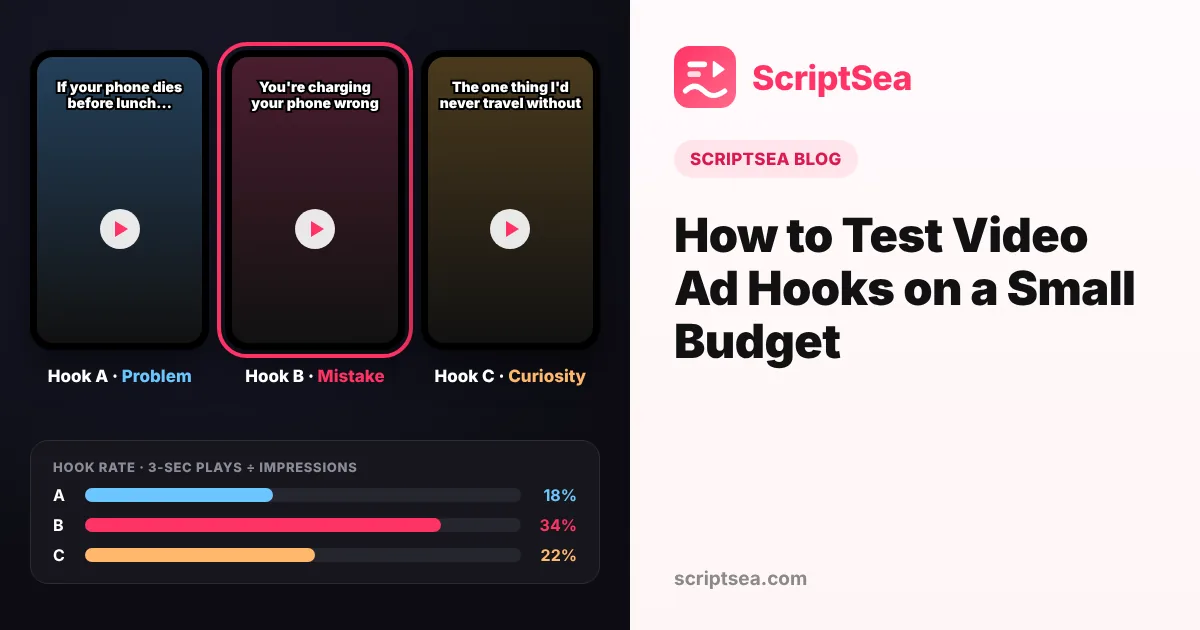 If your phone dies
before lunch…
You're charging
your phone wrong
The one thing I'd
never travel without
Hook A · Problem
Hook B · Mistake
Hook C · Curiosity
HOOK RATE · 3-SEC PLAYS ÷ IMPRESSIONS
A 18%
B 34%
C 22%
ScriptSea
SCRIPTSEA BLOG
How to Test Video
Ad Hooks on a Small
Budget
scriptsea.com